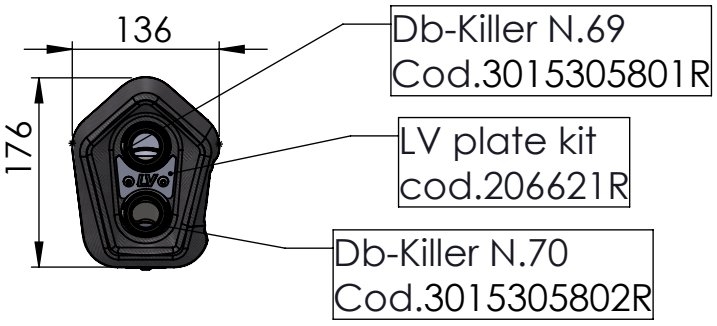 136
176
Db-Killer N.69
Cod.3015305801R
LV plate kit
cod.206621R
LV
Db-Killer N.70
Cod.3015305802R